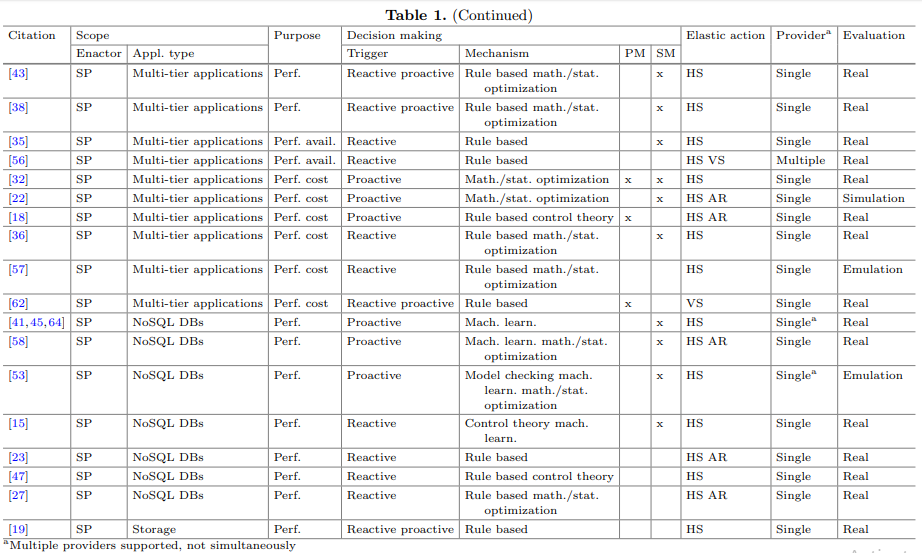 Table 1. (Continued)
Citation Scope Purpose Decision making Elastic action Providerᵃ Evaluation
Enactor Appl. type Trigger Mechanism PM SM
[43] SP Multi-tier applications Perf. Reactive proactive Rule based math./stat. x HS Single Real
optimization
[38] SP Multi-tier applications Perf. Reactive proactive Rule based math./stat. x HS Single Real
optimization
[35] SP Multi-tier applications Perf. avail. Reactive Rule based x HS Single Real
[56] SP Multi-tier applications Perf. avail. Reactive Rule based HS VS Multiple Real
[32] SP Multi-tier applications Perf. cost Proactive Math./stat. optimization x x HS Single Real
[22] SP Multi-tier applications Perf. cost Proactive Math./stat. optimization x HS AR Single Simulation
[18] SP Multi-tier applications Perf. cost Proactive Rule based control theory x HS AR Single Real
[36] SP Multi-tier applications Perf. cost Reactive Rule based math./stat. x HS Single Real
optimization
[57] SP Multi-tier applications Perf. cost Reactive Rule based math./stat. HS Single Emulation
optimization
[62] SP Multi-tier applications Perf. cost Reactive proactive Rule based x VS Single Real
[41,45,64] SP NoSQL DBs Perf. Proactive Mach. learn. x HS Singleᵃ Real
[58] SP NoSQL DBs Perf. Proactive Mach. learn. math./stat. x HS AR Single Real
optimization
[53] SP NoSQL DBs Perf. Proactive Model checking mach. x HS Singleᵃ Emulation
learn. math./stat.
optimization
[15] SP NoSQL DBs Perf. Reactive Control theory mach. x HS Single Real
learn.
[23] SP NoSQL DBs Perf. Reactive Rule based HS AR Single Real
[47] SP NoSQL DBs Perf. Reactive Rule based control theory HS Single Real
[27] SP NoSQL DBs Perf. Reactive Rule based math./stat. HS AR Single Real
optimization
[19] SP Storage Perf. Reactive proactive Rule based HS Single Real
ᵃMultiple providers supported, not simultaneously